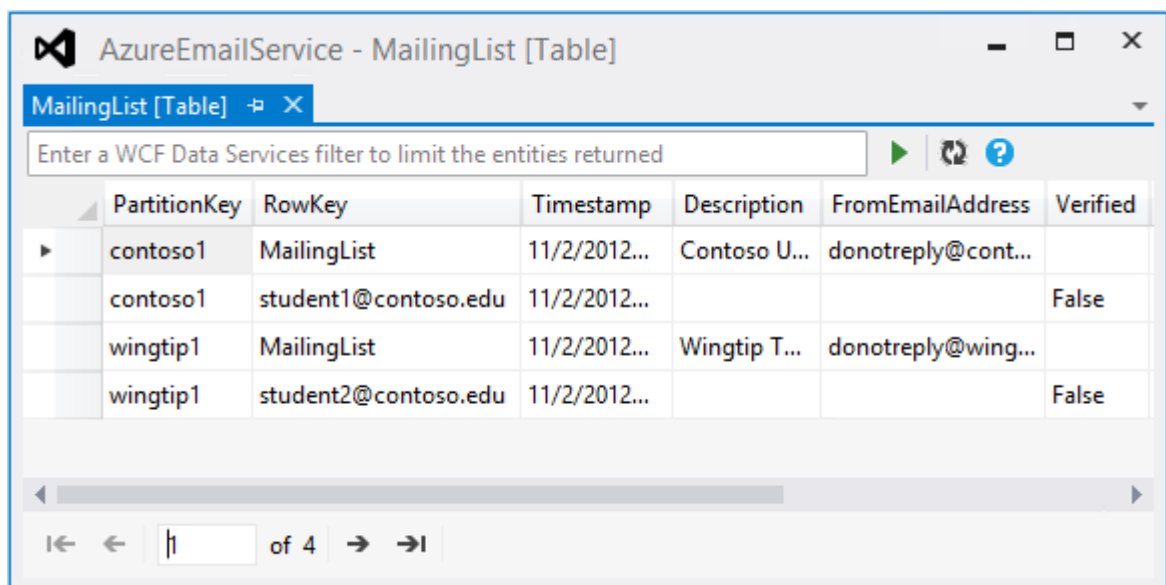 AzureEmailService - MailingList [Table]
MailingList [Table]
Enter a WCF Data Services filter to limit the entities returned
PartitionKey RowKey Timestamp Description FromEmailAddress Verified
contoso1 MailingList 11/2/2012... Contoso U... donotreply@cont...
contoso1 student1@contoso.edu 11/2/2012... False
wingtip1 MailingList 11/2/2012... Wingtip T... donotreply@wing...
wingtip1 student2@contoso.edu 11/2/2012... False
1 of 4